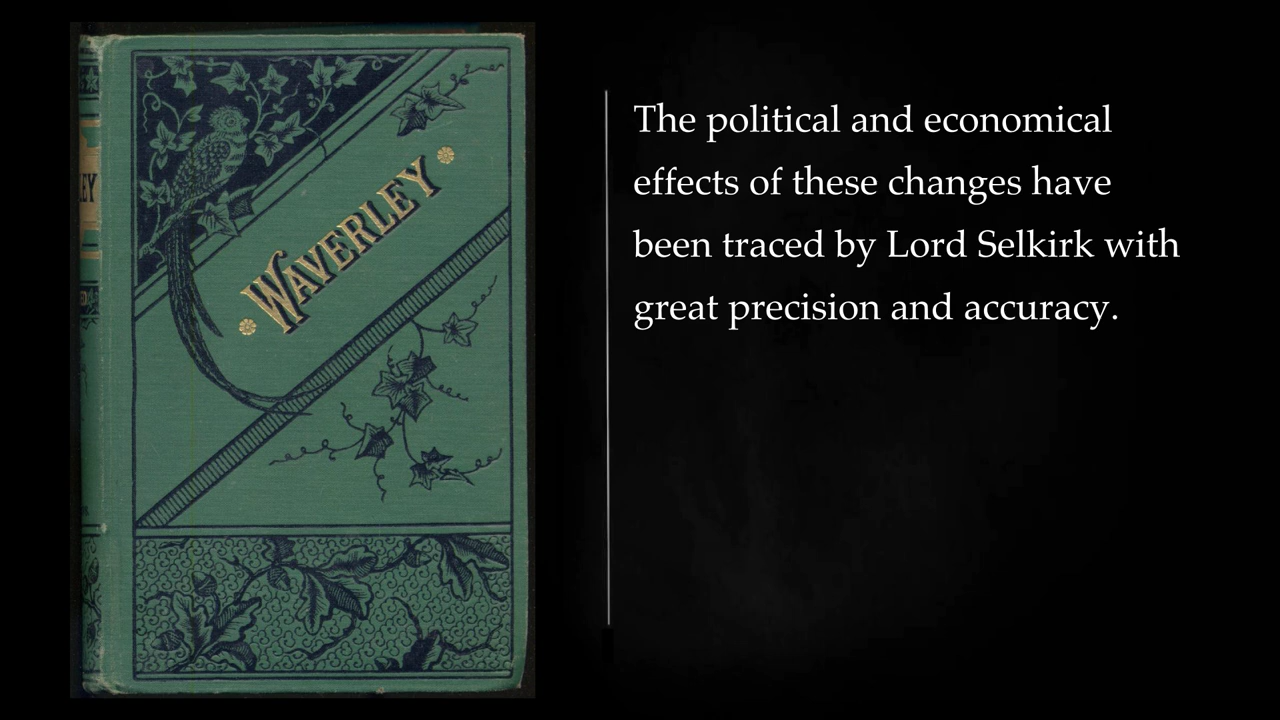 WAVERLEY
The political and economical
effects of these changes have
been traced by Lord Selkirk with
great precision and accuracy.